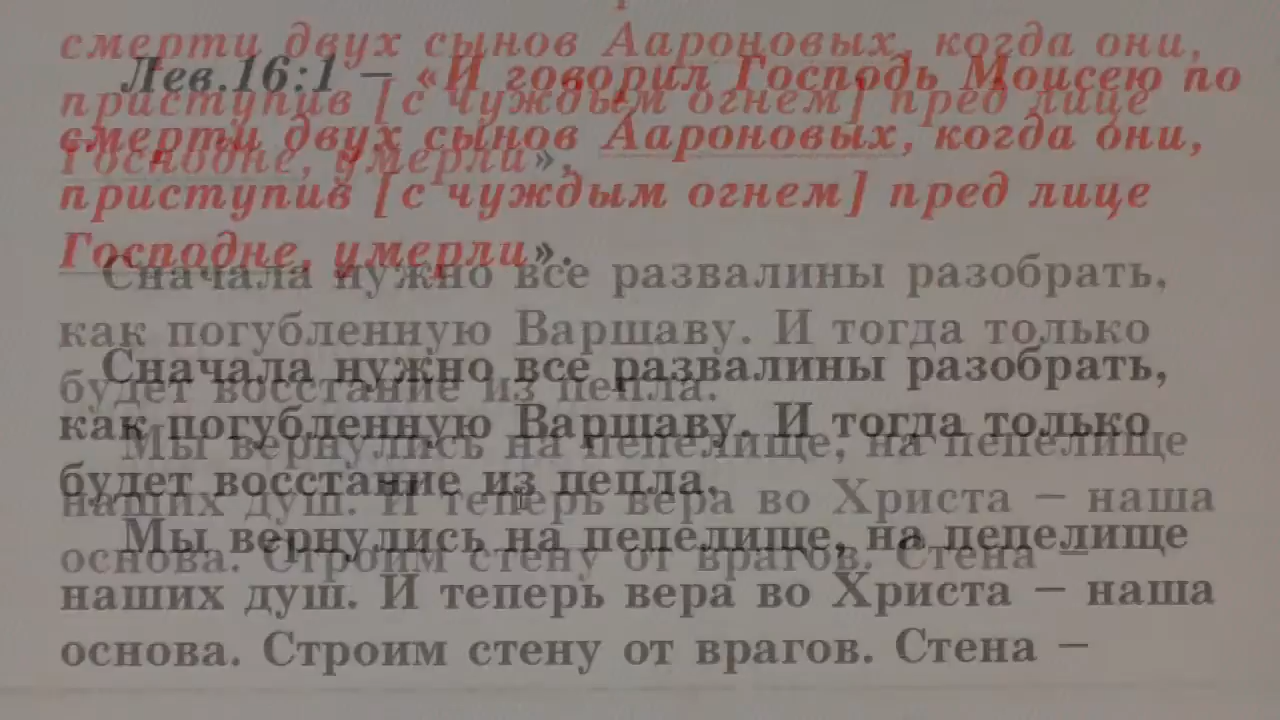 Лев.16:1 – «И говорил Господь Моисею по
смерти двух сынов Аароновых, когда они,
приступив [с чуждым огнем] пред лице
Господне, умерли».
Сначала нужно все развалины разобрать,
как погубленную Варшаву. И тогда только
будет восстание из пепла.
Мы вернулись на пепелище, на пепелище
наших душ. И теперь вера во Христа – наша
основа. Строим стену от врагов. Стена –